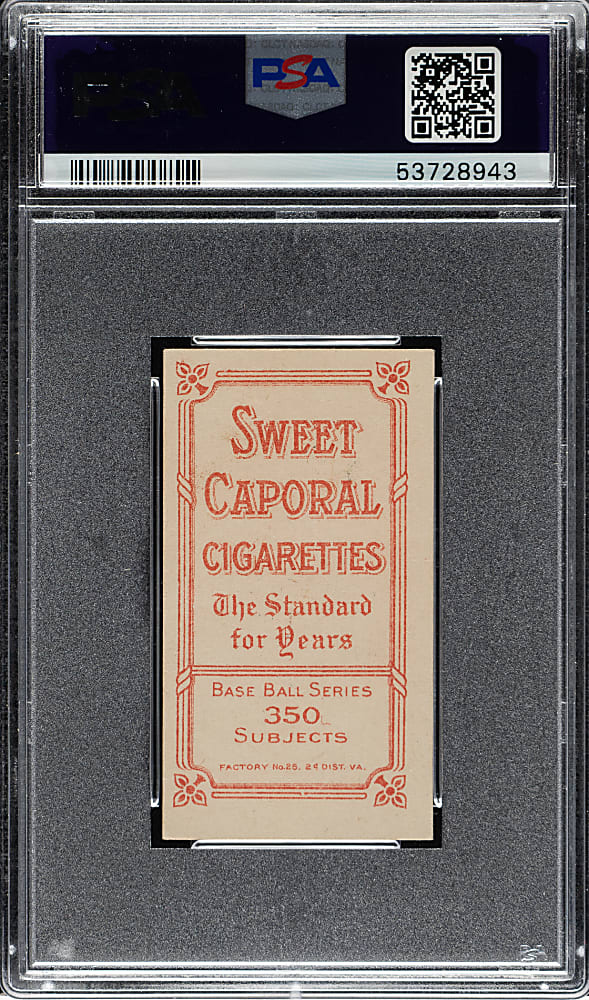 PSA
53728943
SWEET
CAPORAL
CIGARETTES
The Standard
for Years
BASE BALL SERIES
350
SUBJECTS
FACTORY No. 25. 2d DIST. VA.